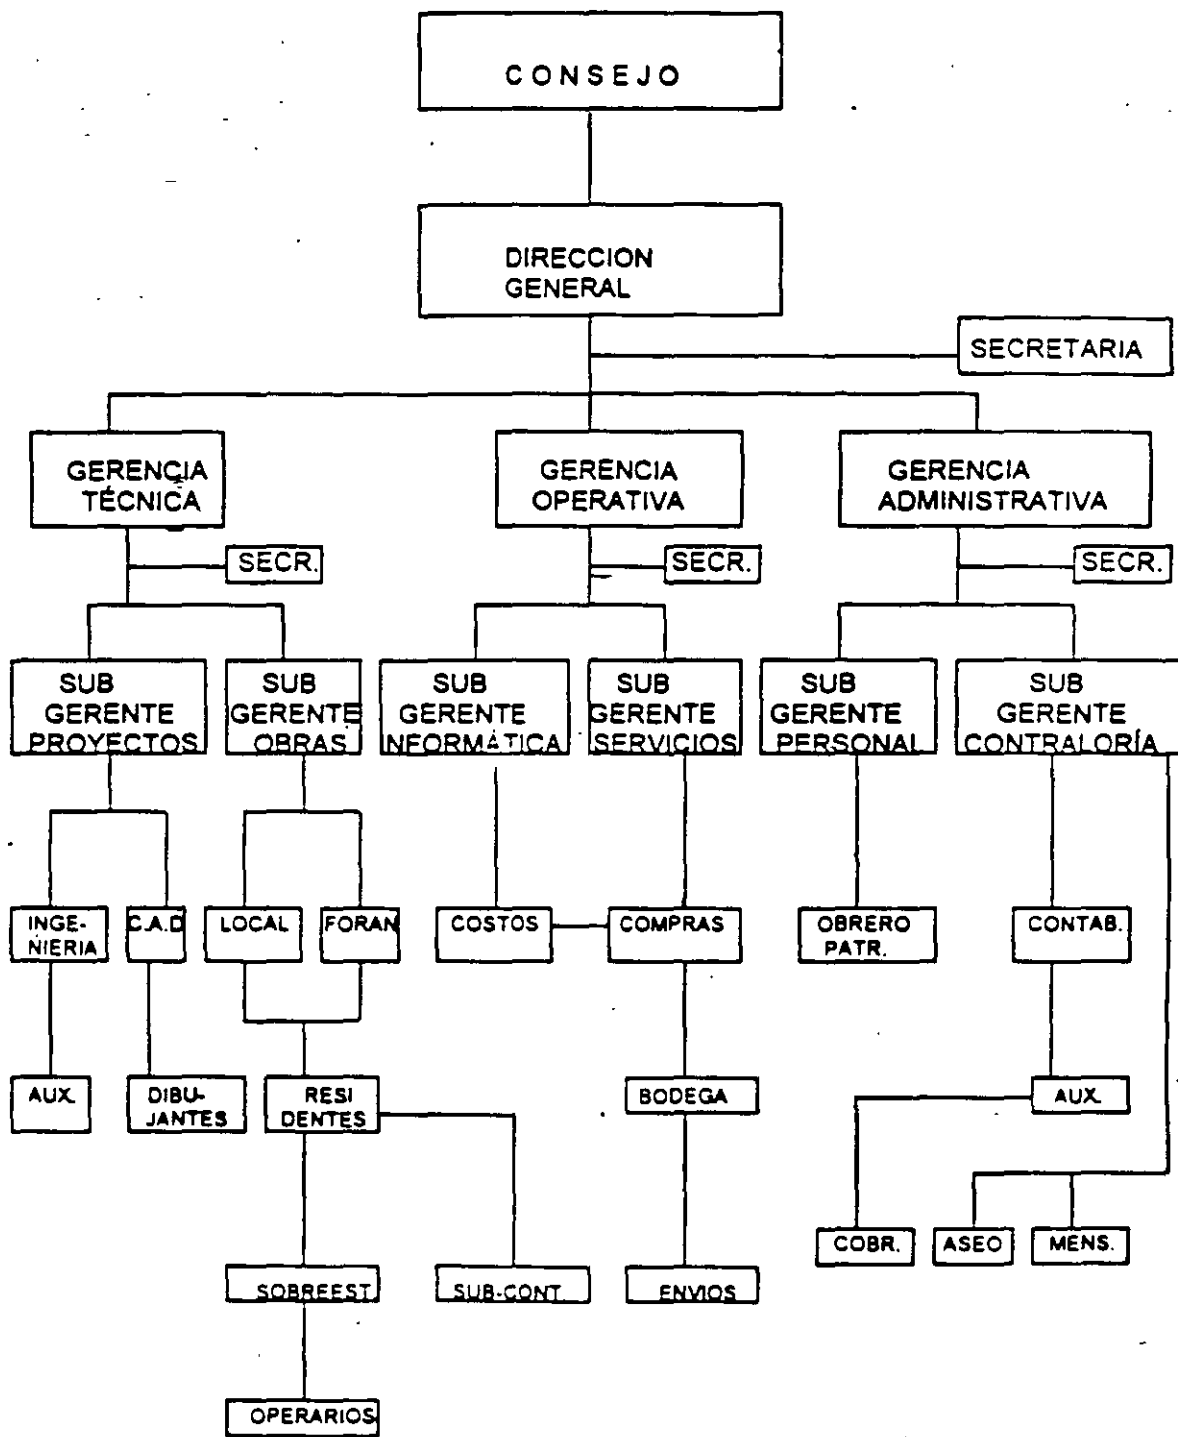 CONSEJO
DIRECCION
GENERAL
SECRETARIA
GERENCIA
TÉCNICA
GERENCIA
OPERATIVA
GERENCIA
ADMINISTRATIVA
SECR.
SECR.
SECR.
SUB
GERENTE
PROYECTOS
SUB
GERENTE
OBRAS
SUB
GERENTE
NFORMÁTICA
SUB
GERENTE
SERVICIOS
SUB
GERENTE
PERSONAL
SUB
GERENTE
CONTRALORÍA
INGE-
NIERIA
C.A.D
LOCAL
FORAN
COSTOS
COMPRAS
OBRERO
PATR.
CONTAB.
AUX.
DIBU-
JANTES
RESI
DENTES
BODEGA
AUX.
COBR.
ASEO
MENS.
SOBREEST
SUB-CONT.
ENVIOS
OPERARIOS